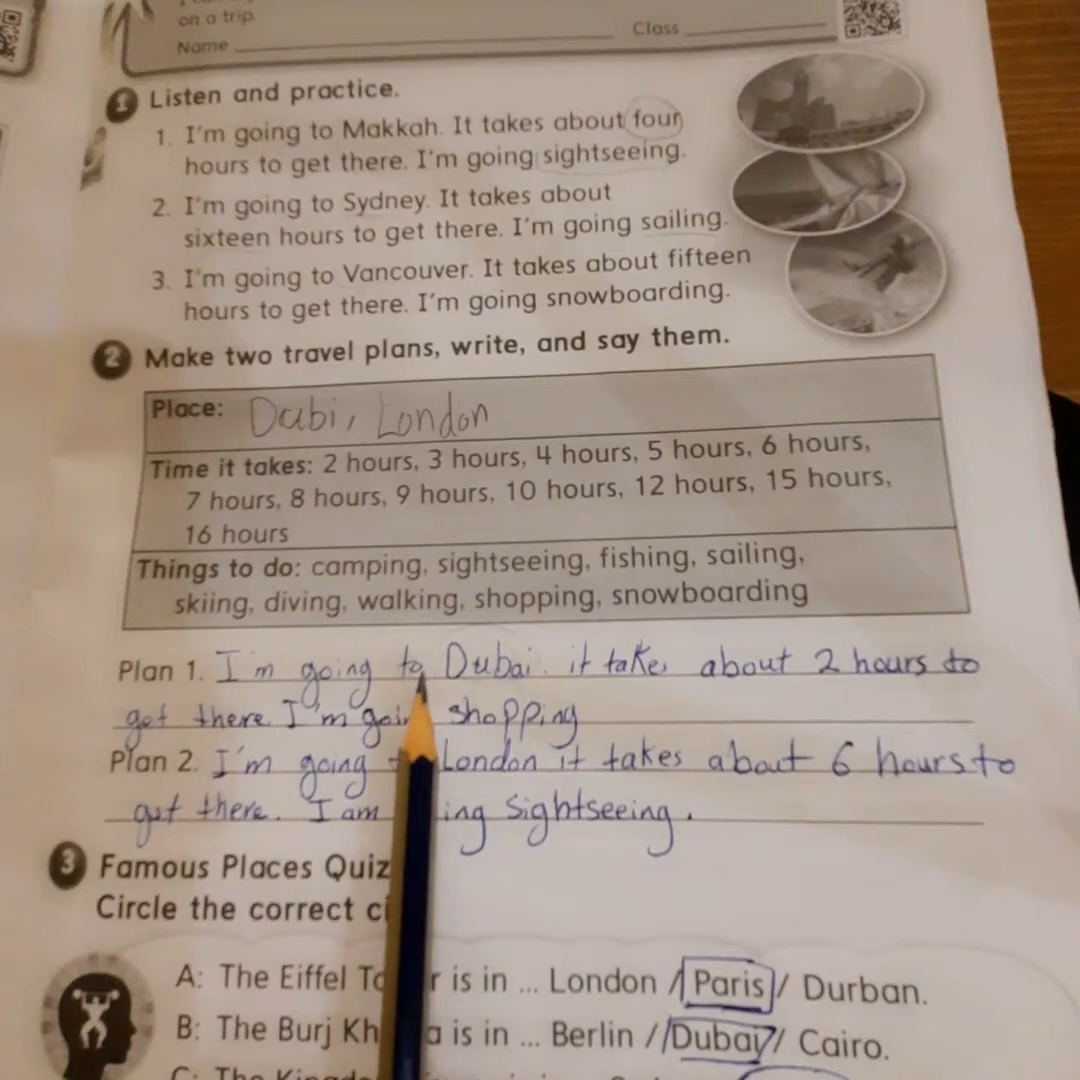 on a trip.
Name Class
1 Listen and practice.
1. I'm going to Makkah. It takes about four
hours to get there. I'm going sightseeing.
2. I'm going to Sydney. It takes about
sixteen hours to get there. I'm going sailing.
3. I'm going to Vancouver. It takes about fifteen
hours to get there. I'm going snowboarding.
2 Make two travel plans, write, and say them.
Place: Dubi, London
Time it takes: 2 hours, 3 hours, 4 hours, 5 hours, 6 hours,
7 hours, 8 hours, 9 hours, 10 hours, 12 hours, 15 hours,
16 hours
Things to do: camping, sightseeing, fishing, sailing,
skiing, diving, walking, shopping, snowboarding
Plan 1. I'm going to Dubai. it takes about 2 hours to
get there. I'm goin shopping
Plan 2. I'm going London it takes about 6 hours to
get there. I am ing Sightseeing.
3 Famous Places Quiz
Circle the correct
A: The Eiffel r is in ... London / Paris / Durban.
B: The Burj Kh a is in ... Berlin / Dubai / Cairo.
C: The